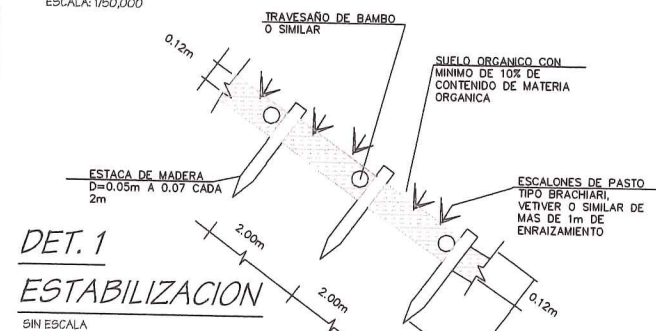 ESCALA: 1/50,000
TRAVESAÑO DE BAMBO
O SIMILAR
0.12m
SUELO ORGANICO CON
MINIMO DE 10% DE
CONTENIDO DE MATERIA
ORGANICA
ESTACA DE MADERA
D=0.05m A 0.07 CADA
2m
ESCALONES DE PASTO
TIPO BRACHIARI,
VETIVER O SIMILAR DE
MAS DE 1m DE
ENRAIZAMIENTO
2.00m
2.00m
0.12m
DET. 1
ESTABILIZACION
SIN ESCALA